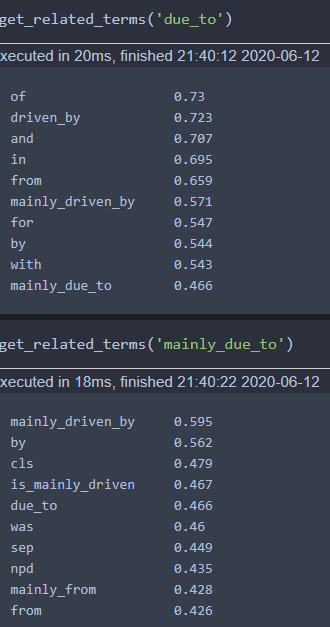 get_related_terms('due_to')
xecuted in 20ms, finished 21:40:12 2020-06-12
of 0.73
driven_by 0.723
and 0.707
in 0.695
from 0.659
mainly_driven_by 0.571
for 0.547
by 0.544
with 0.543
mainly_due_to 0.466
get_related_terms('mainly_due_to')
xecuted in 18ms, finished 21:40:22 2020-06-12
mainly_driven_by 0.595
by 0.562
cls 0.479
is_mainly_driven 0.467
due_to 0.466
was 0.46
sep 0.449
npd 0.435
mainly_from 0.428
from 0.426